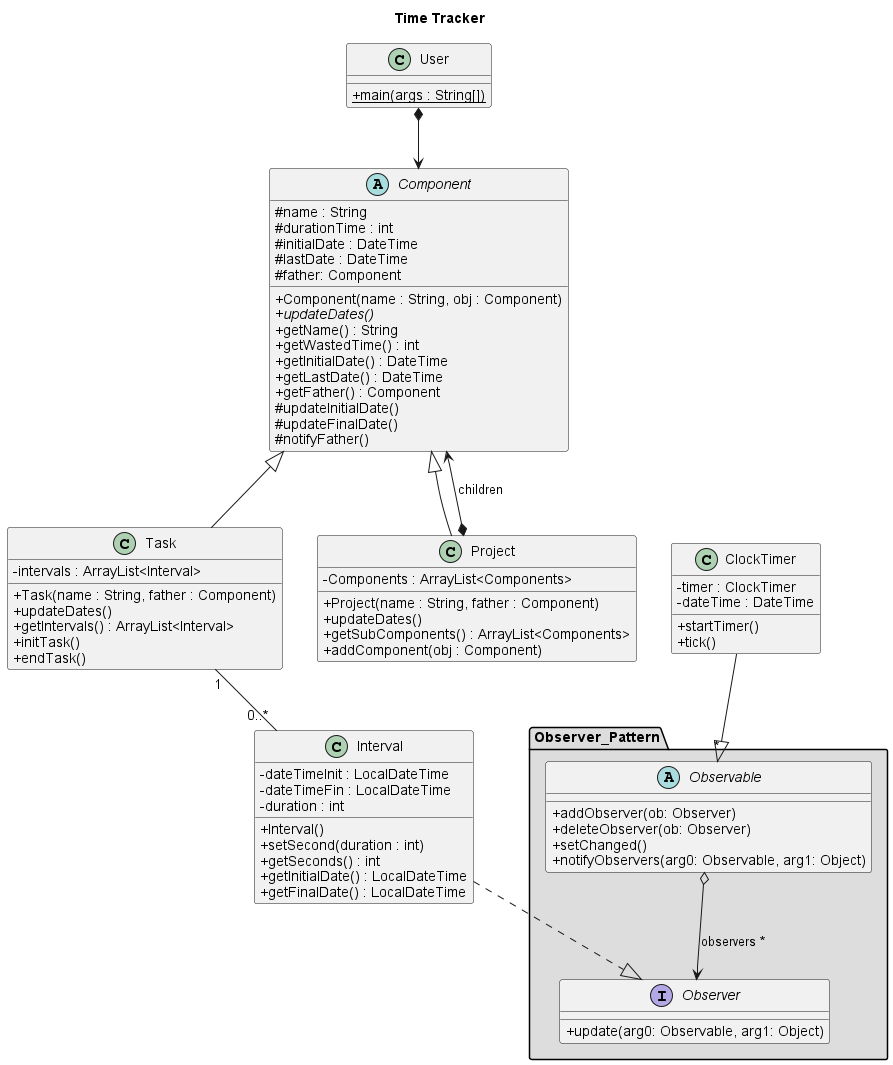 Time Tracker
C User
+main(args : String[])
A Component
#name : String
#durationTime : int
#initialDate : DateTime
#lastDate : DateTime
#father: Component
+Component(name : String, obj : Component)
+updateDates()
+getName() : String
+getWastedTime() : int
+getInitialDate() : DateTime
+getLastDate() : DateTime
+getFather() : Component
#updateInitialDate()
#updateFinalDate()
#notifyFather()
children
C Task
-intervals : ArrayList<Interval>
+Task(name : String, father : Component)
+updateDates()
+getIntervals() : ArrayList<Interval>
+initTask()
+endTask()
C Project
-Components : ArrayList<Components>
+Project(name : String, father : Component)
+updateDates()
+getSubComponents() : ArrayList<Components>
+addComponent(obj : Component)
C ClockTimer
-timer : ClockTimer
-dateTime : DateTime
+startTimer()
+tick()
1
0..*
C Interval
-dateTimeInit : LocalDateTime
-dateTimeFin : LocalDateTime
-duration : int
+Interval()
+setSecond(duration : int)
+getSeconds() : int
+getInitialDate() : LocalDateTime
+getFinalDate() : LocalDateTime
Observer_Pattern
*
A Observable
+addObserver(ob: Observer)
+deleteObserver(ob: Observer)
+setChanged()
+notifyObservers(arg0: Observable, arg1: Object)
observers *
I Observer
+update(arg0: Observable, arg1: Object)